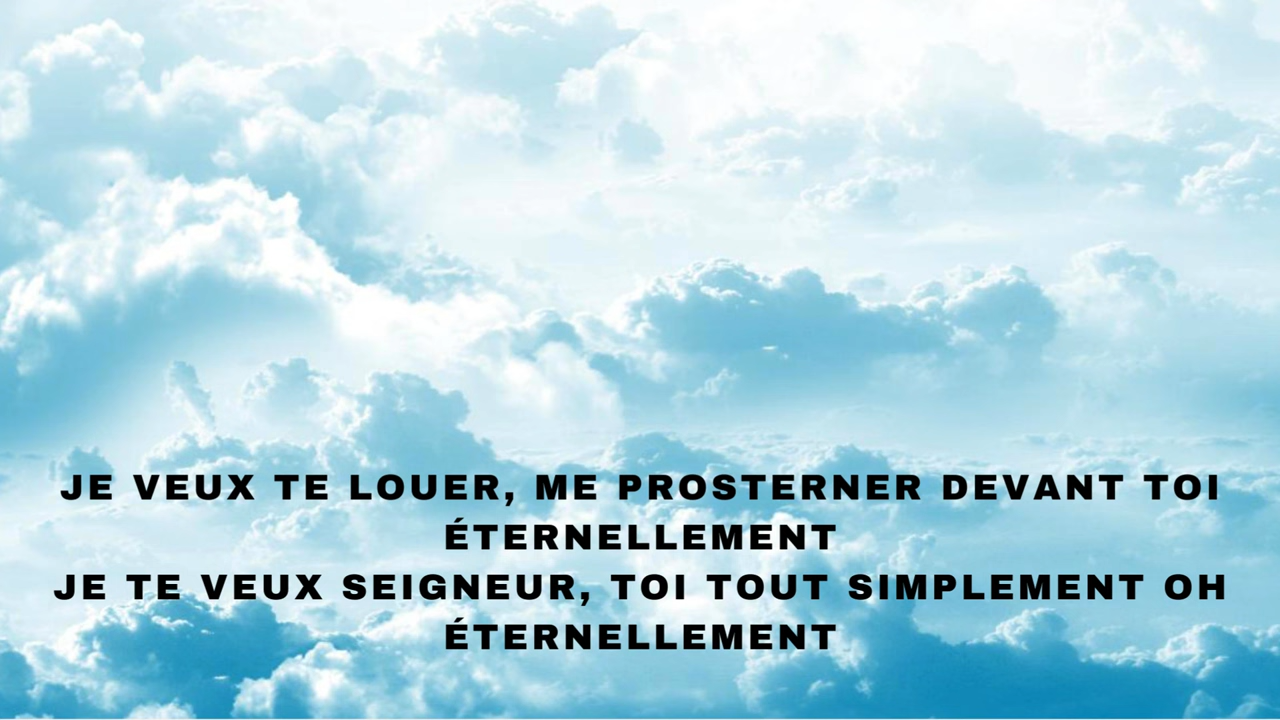 JE VEUX TE LOUER, ME PROSTERNER DEVANT TOI
ÉTERNELLEMENT
JE TE VEUX SEIGNEUR, TOI TOUT SIMPLEMENT OH
ÉTERNELLEMENT